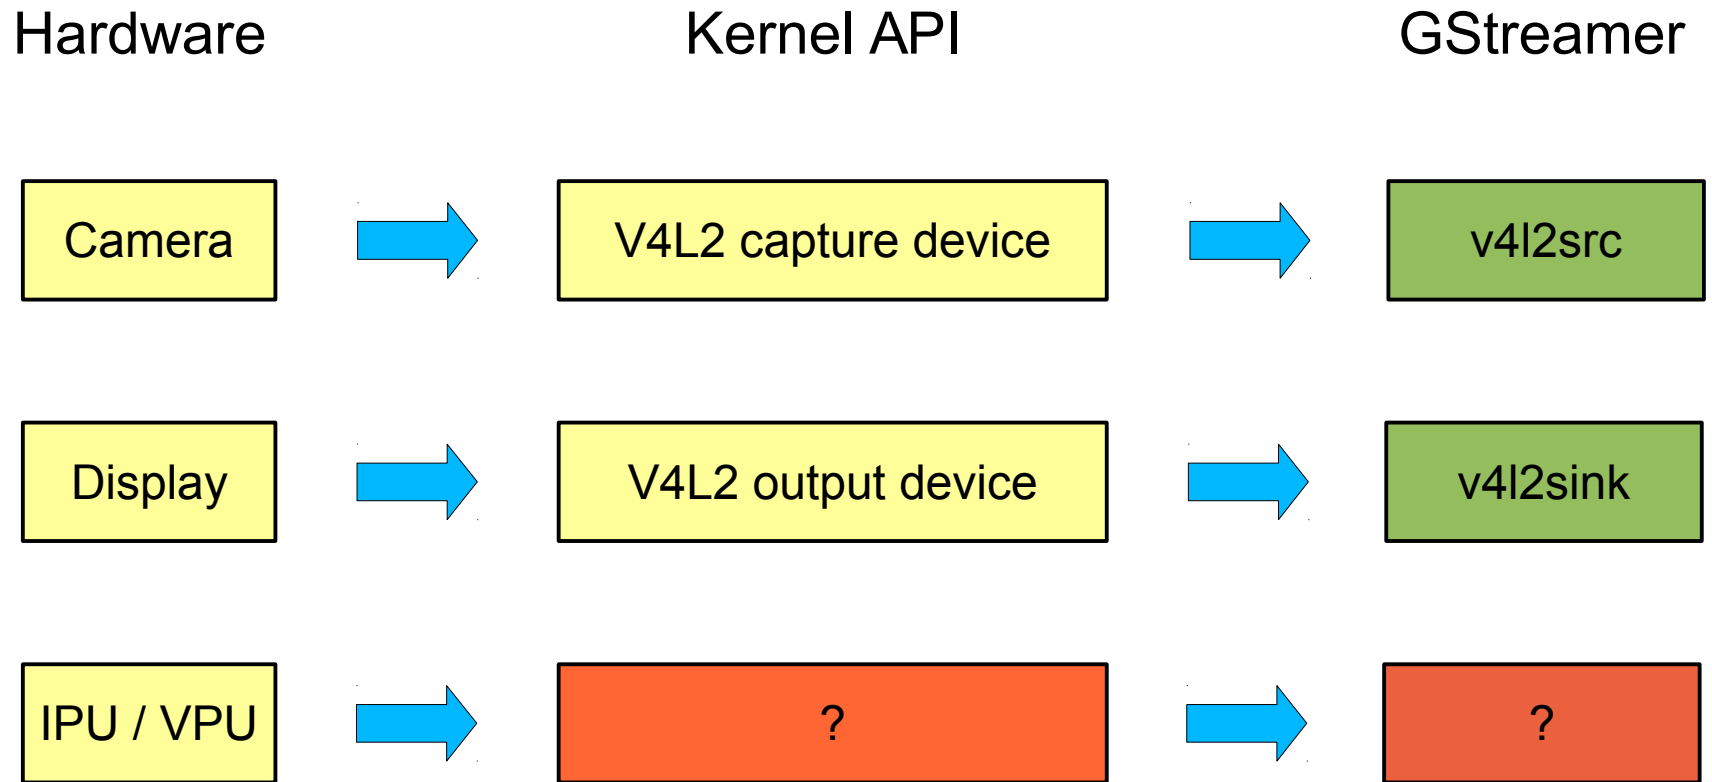 Hardware Kernel API GStreamer
Camera V4L2 capture device v4l2src
Display V4L2 output device v4l2sink
IPU / VPU ? ?